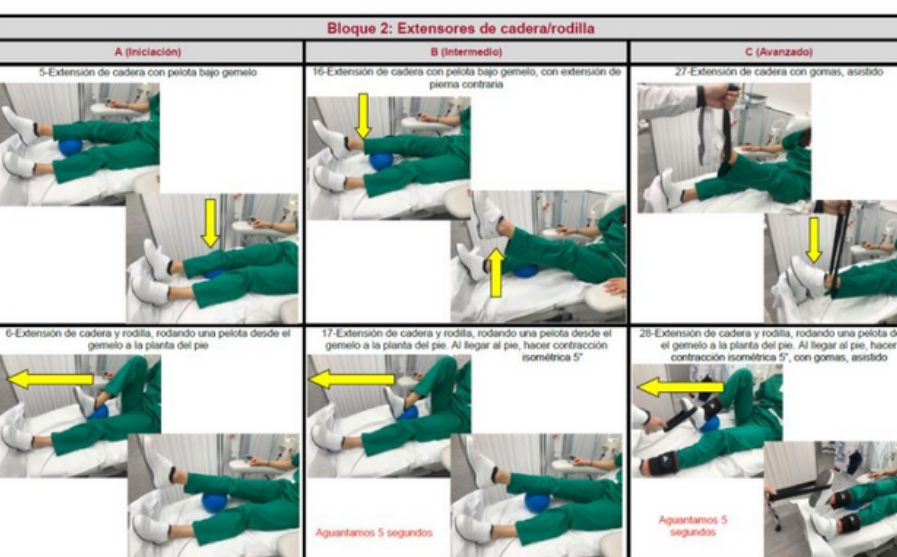 Bloque 2: Extensores de cadera/rodilla
A (Iniciación)
B (Intermedio)
C (Avanzado)
5-Extensión de cadera con pelota bajo gemelo
16-Extensión de cadera con pelota bajo gemelo, con extensión de
pierna contraria
27-Extensión de cadera con gomas, asistido
6-Extensión de cadera y rodilla, rodando una pelota desde el
gemelo a la planta del pie
17-Extensión de cadera y rodilla, rodando una pelota desde el
gemelo a la planta del pie. Al llegar al pie, hacer contracción
isométrica 5"
Aguantamos 5 segundos
28-Extensión de cadera y rodilla, rodando una pelota
el gemelo a la planta del pie. Al llegar al pie, hacer
contracción isométrica 5", con gomas, asistido
Aguantamos 5
segundos